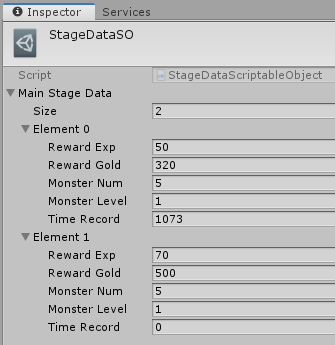 Inspector Services
StageDataSO
Script StageDataScriptableObject
Main Stage Data
Size 2
Element 0
Reward Exp 50
Reward Gold 320
Monster Num 5
Monster Level 1
Time Record 1073
Element 1
Reward Exp 70
Reward Gold 500
Monster Num 5
Monster Level 1
Time Record 0